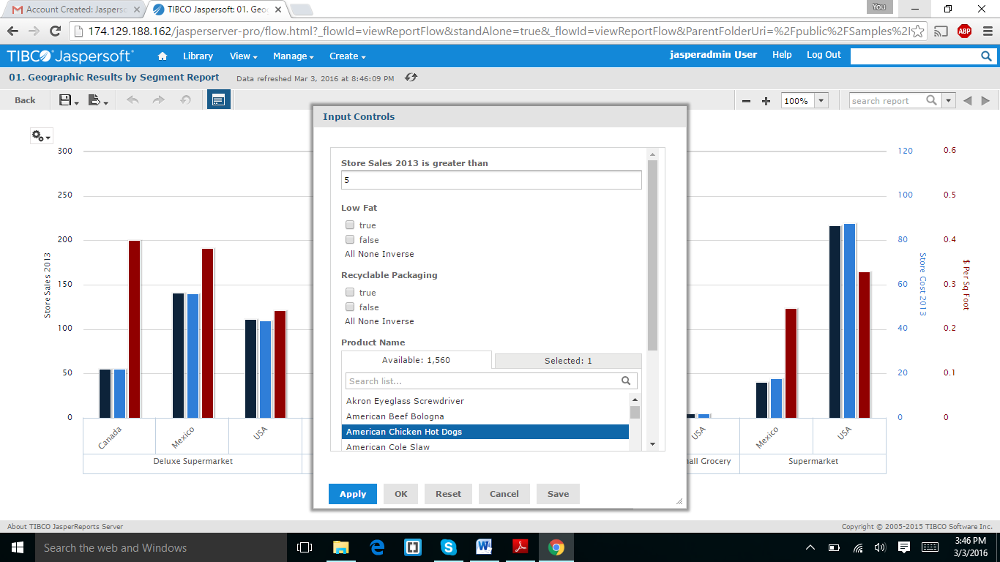 Account Created: Jasperso
TIBCO Jaspersoft: 01. Geo
You
174.129.188.162/jasperserver-pro/flow.html?_flowId=viewReportFlow&standAlone=true&_flowId=viewReportFlow&ParentFolderUri=%2Fpublic%2FSamples%2
ABP
TIBCO Jaspersoft®
Library
View
Manage
Create
jasperadmin User
Help
Log Out
01. Geographic Results by Segment Report
Data refreshed Mar 3, 2016 at 8:46:09 PM
Back
100%
search report
Input Controls
Store Sales 2013 is greater than
5
Low Fat
true
false
All None Inverse
Recyclable Packaging
true
false
All None Inverse
Product Name
Available: 1,560
Selected: 1
Search list...
Akron Eyeglass Screwdriver
American Beef Bologna
American Chicken Hot Dogs
American Cole Slaw
Apply
OK
Reset
Cancel
Save
Store Sales 2013
300
250
200
150
100
50
0
120
100
80
60
40
20
0
Store Cost 2013
0.6
0.5
0.4
0.3
0.2
0.1
0
$ Per Sq Foot
Canada
Mexico
USA
USA
Mexico
USA
Deluxe Supermarket
all Grocery
Supermarket
About TIBCO JasperReports Server
Copyright © 2005-2015 TIBCO Software Inc.
Search the web and Windows
3:46 PM
3/3/2016